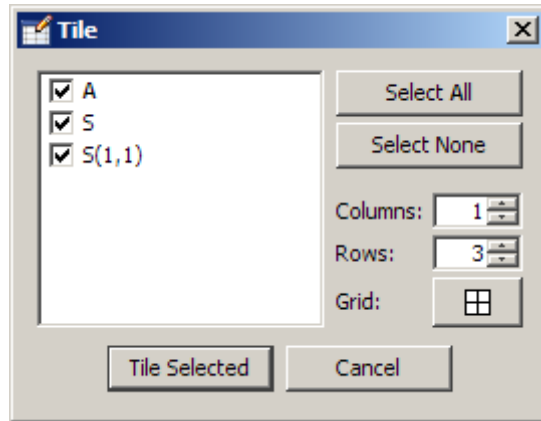 Tile
A
S
S(1,1)
Select All
Select None
Columns: 1
Rows: 3
Grid:
Tile Selected
Cancel